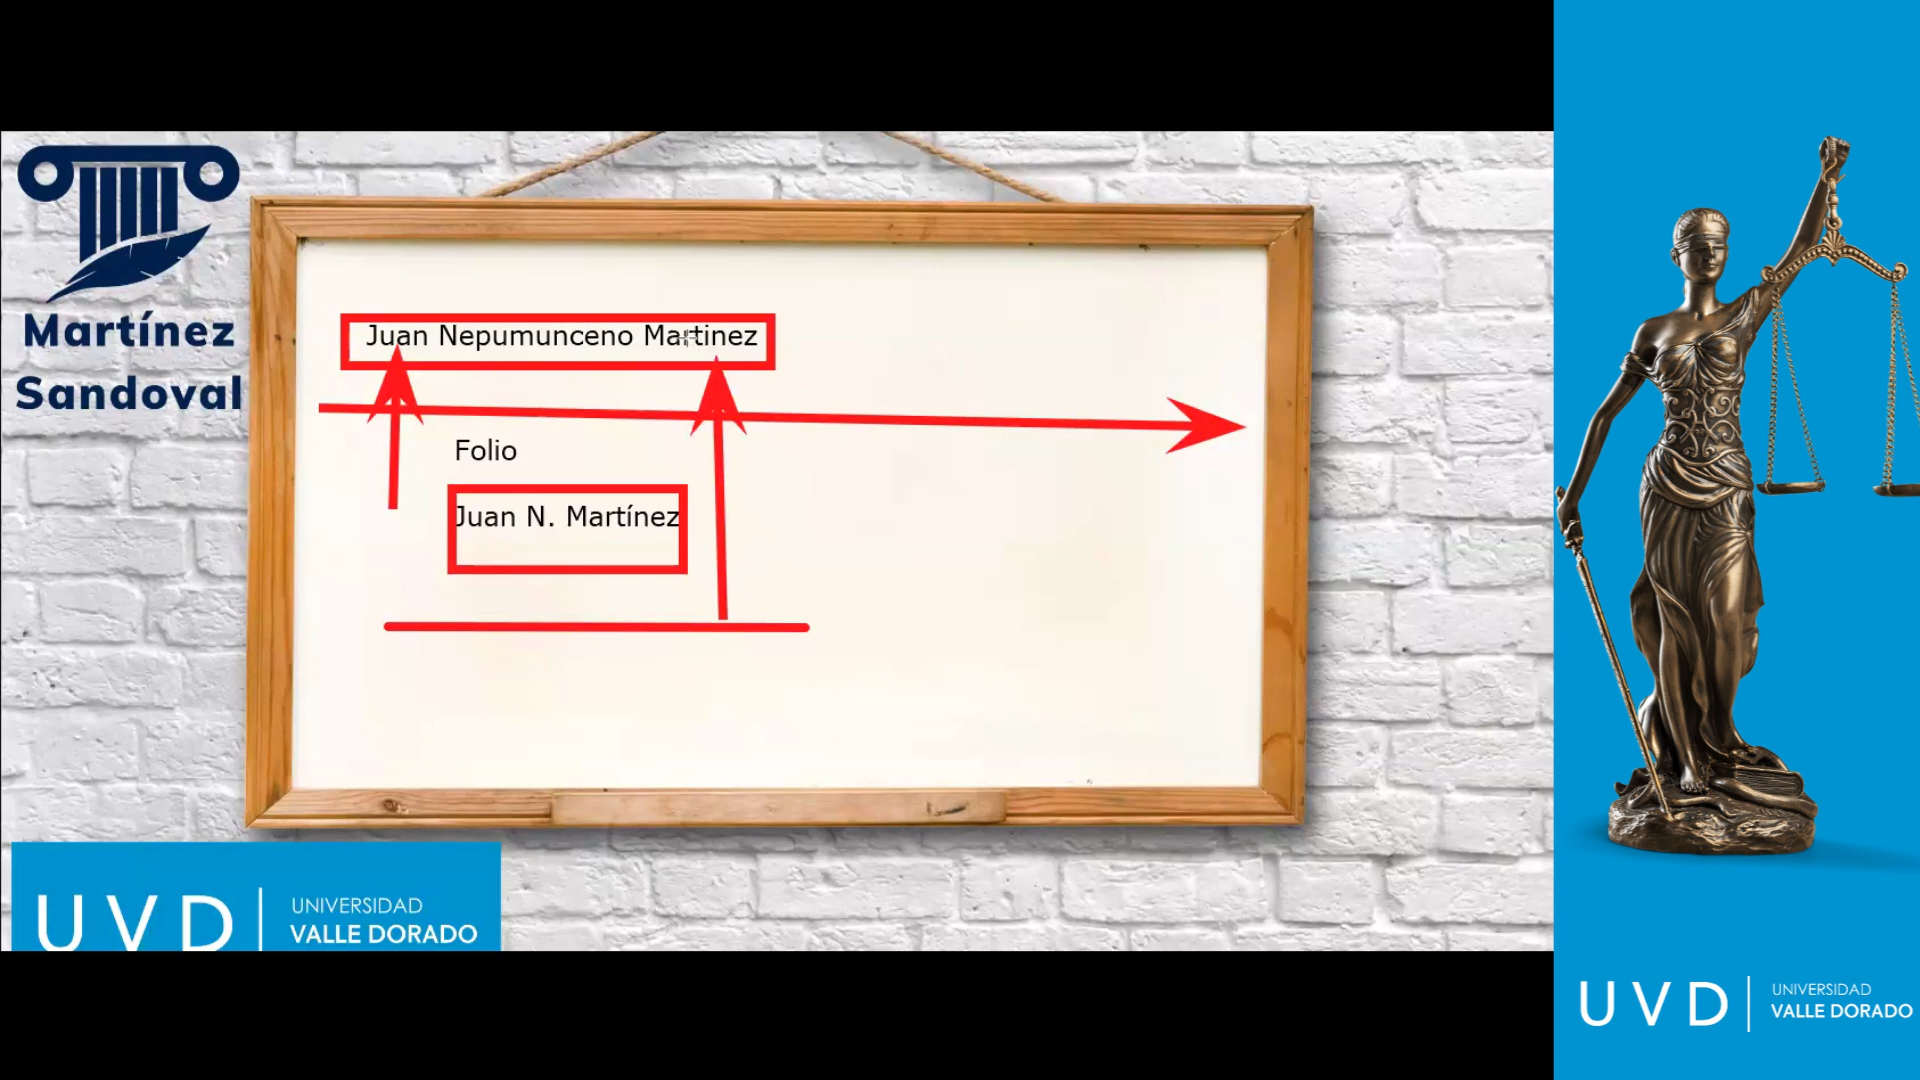 Martínez
Sandoval
Juan Nepumunceno Martinez
Folio
Juan N. Martínez
UVD
UNIVERSIDAD
VALLE DORADO
UVD
UNIVERSIDAD
VALLE DORADO